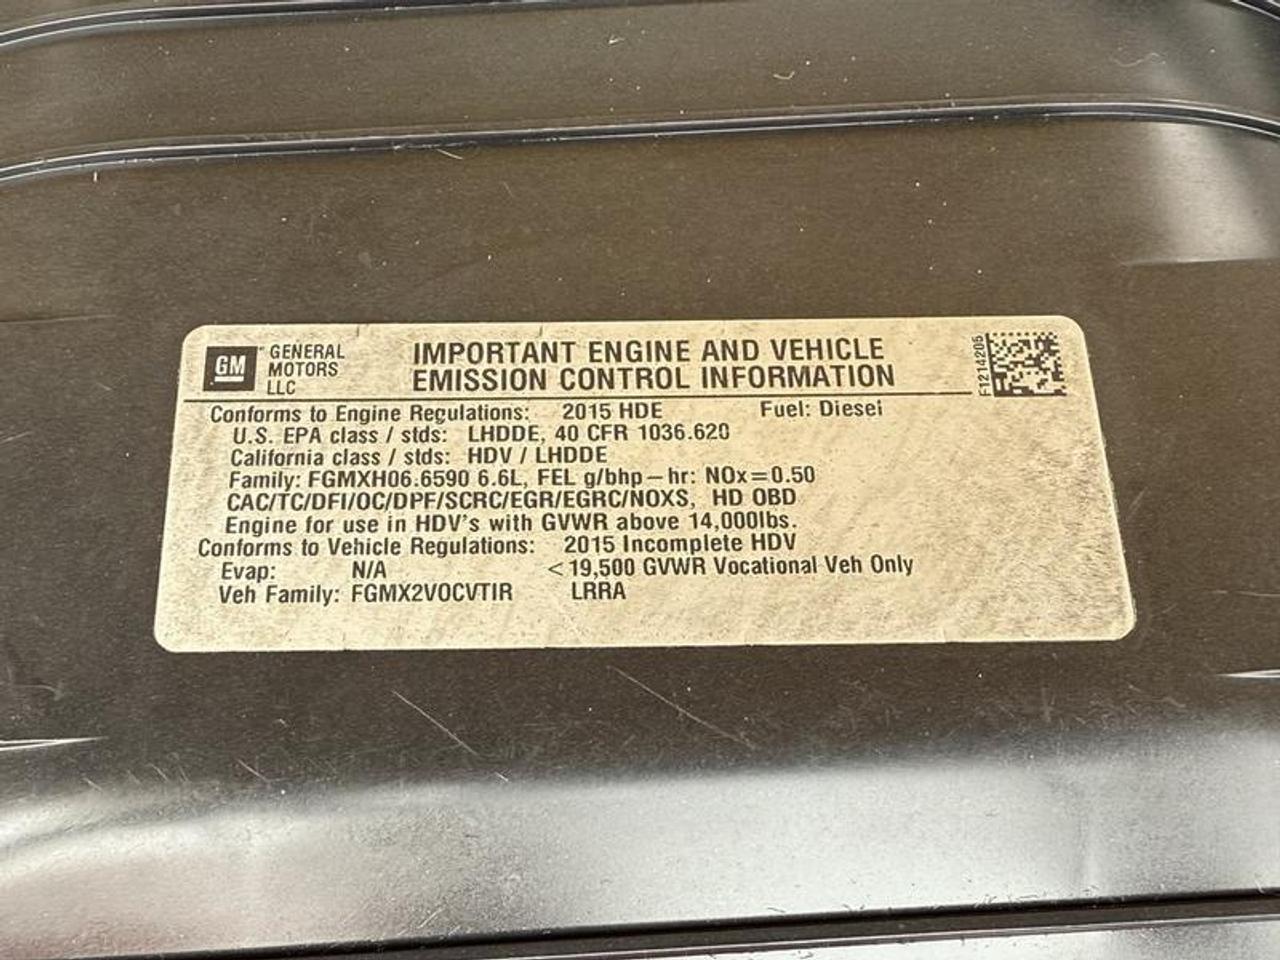 GM GENERAL MOTORS LLC
IMPORTANT ENGINE AND VEHICLE
EMISSION CONTROL INFORMATION
F1214205
Conforms to Engine Regulations: 2015 HDE Fuel: Diesel
U.S. EPA class / stds: LHDDE, 40 CFR 1036.620
California class / stds: HDV / LHDDE
Family: FGMXH06.6590 6.6L, FEL g/bhp-hr: NOx=0.50
CAC/TC/DFI/OC/DPF/SCRC/EGR/EGRC/NOXS, HD OBD
Engine for use in HDV's with GVWR above 14,000lbs.
Conforms to Vehicle Regulations: 2015 Incomplete HDV
Evap: N/A <19,500 GVWR Vocational Veh Only
Veh Family: FGMX2VOCVTIR LRRA